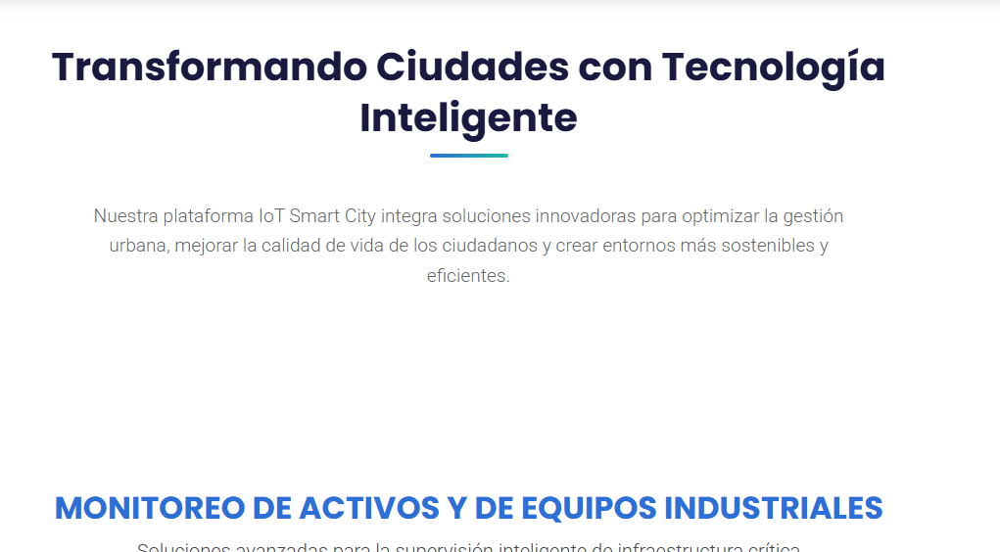 Transformando Ciudades con Tecnología
Inteligente
Nuestra plataforma IoT Smart City integra soluciones innovadoras para optimizar la gestión
urbana, mejorar la calidad de vida de los ciudadanos y crear entornos más sostenibles y
eficientes.
MONITOREO DE ACTIVOS Y DE EQUIPOS INDUSTRIALES
Soluciones avanzadas para la supervisión inteligente de infraestructura crítica